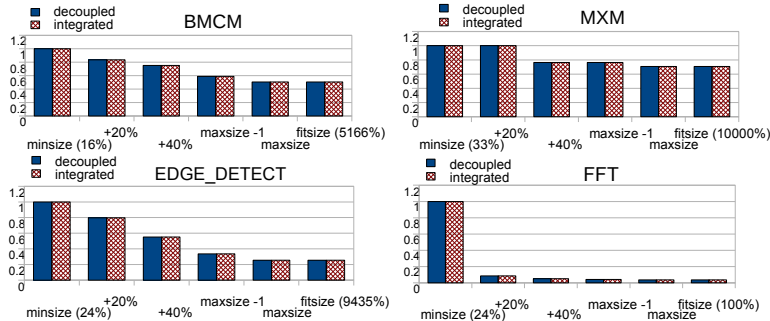 decoupled
integrated
BMCM
1.2
1
0.8
0.6
0.4
0.2
0
minsize (16%)
+20%
+40%
maxsize -1
maxsize
fitsize (5166%)
decoupled
integrated
MXM
1.2
1
0.8
0.6
0.4
0.2
0
minsize (33%)
+20%
+40%
maxsize -1
maxsize
fitsize (10000%)
decoupled
integrated
EDGE_DETECT
1.2
1
0.8
0.6
0.4
0.2
0
minsize (24%)
+20%
+40%
maxsize -1
maxsize
fitsize (9435%)
decoupled
integrated
FFT
1.2
1
0.8
0.6
0.4
0.2
0
minsize (24%)
+20%
+40%
maxsize -1
maxsize
fitsize (100%)